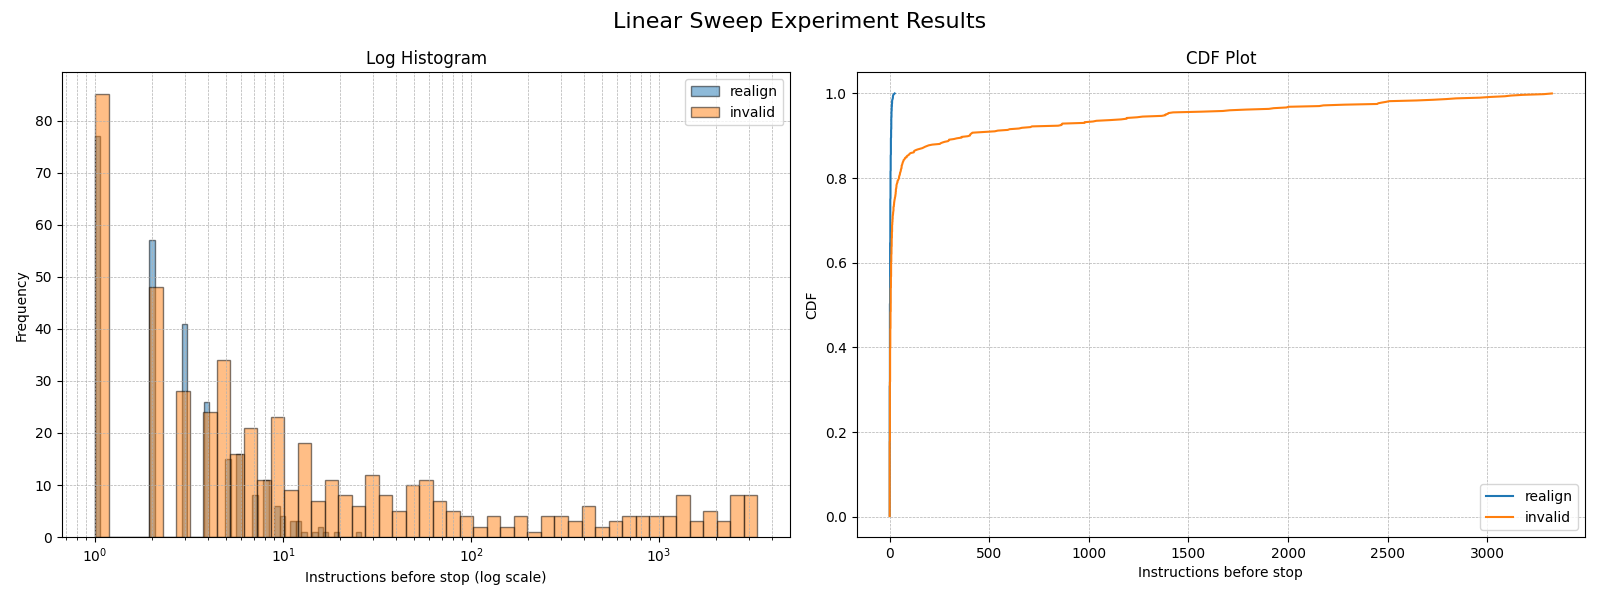 Linear Sweep Experiment Results
Log Histogram
realign
invalid
Frequency
0
10
20
30
40
50
60
70
80
10⁰
10¹
10²
10³
Instructions before stop (log scale)
CDF Plot
CDF
1.0
0.8
0.6
0.4
0.2
0.0
realign
invalid
0
500
1000
1500
2000
2500
3000
Instructions before stop